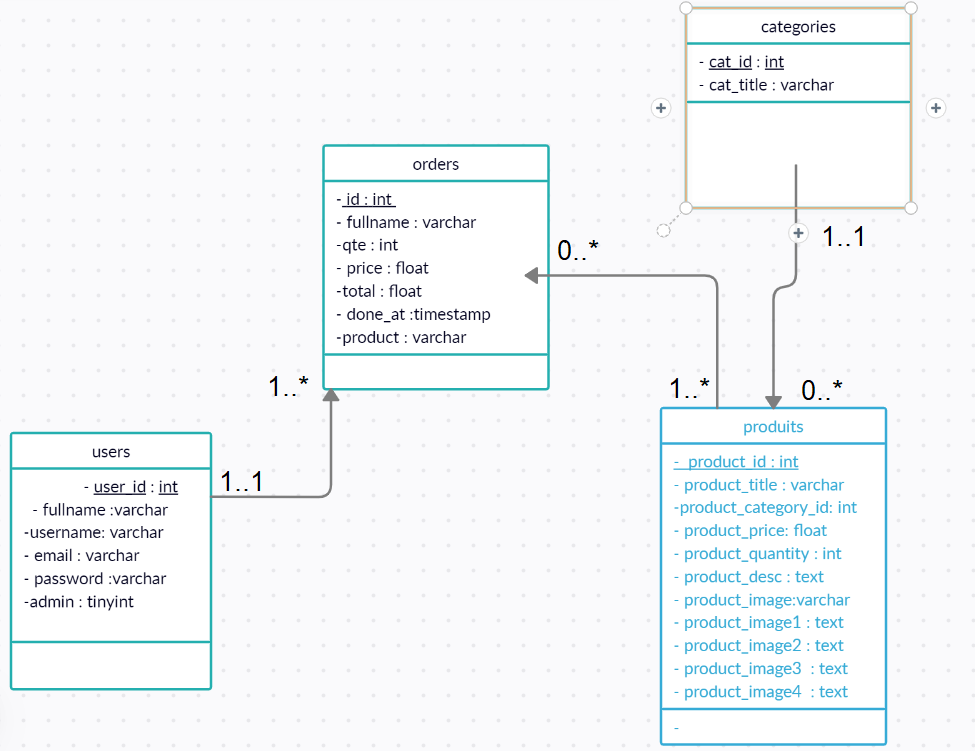 categories
- cat_id : int
- cat_title : varchar
1..1
orders
- id : int
- fullname : varchar
-qte : int
- price : float
-total : float
- done_at :timestamp
-product : varchar
0..*
1..*
1..1
users
- user_id : int
- fullname :varchar
-username: varchar
- email : varchar
- password :varchar
-admin : tinyint
1..*
0..*
produits
- product_id : int
- product_title : varchar
-product_category_id: int
- product_price: float
- product_quantity : int
- product_desc : text
- product_image:varchar
- product_image1 : text
- product_image2 : text
- product_image3 : text
- product_image4 : text
-